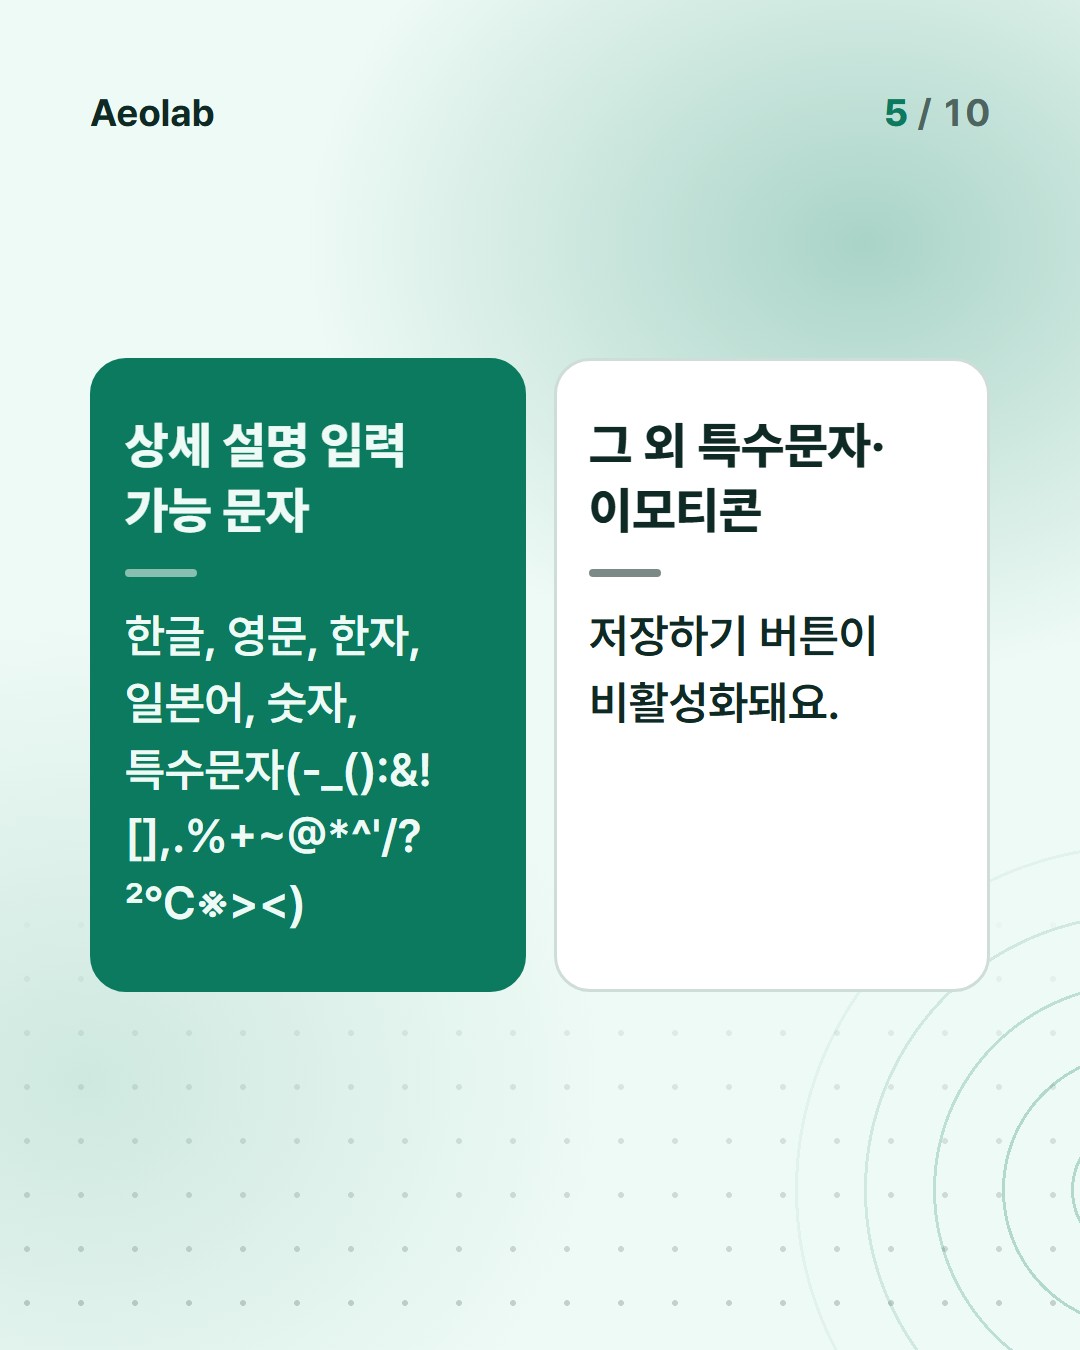 Aeolab
5 / 10
상세 설명 입력
가능 문자
한글, 영문, 한자,
일본어, 숫자,
특수문자(-_():&!
[],.%+~@*^'/?
²°C※><)
그 외 특수문자·
이모티콘
저장하기 버튼이
비활성화돼요.